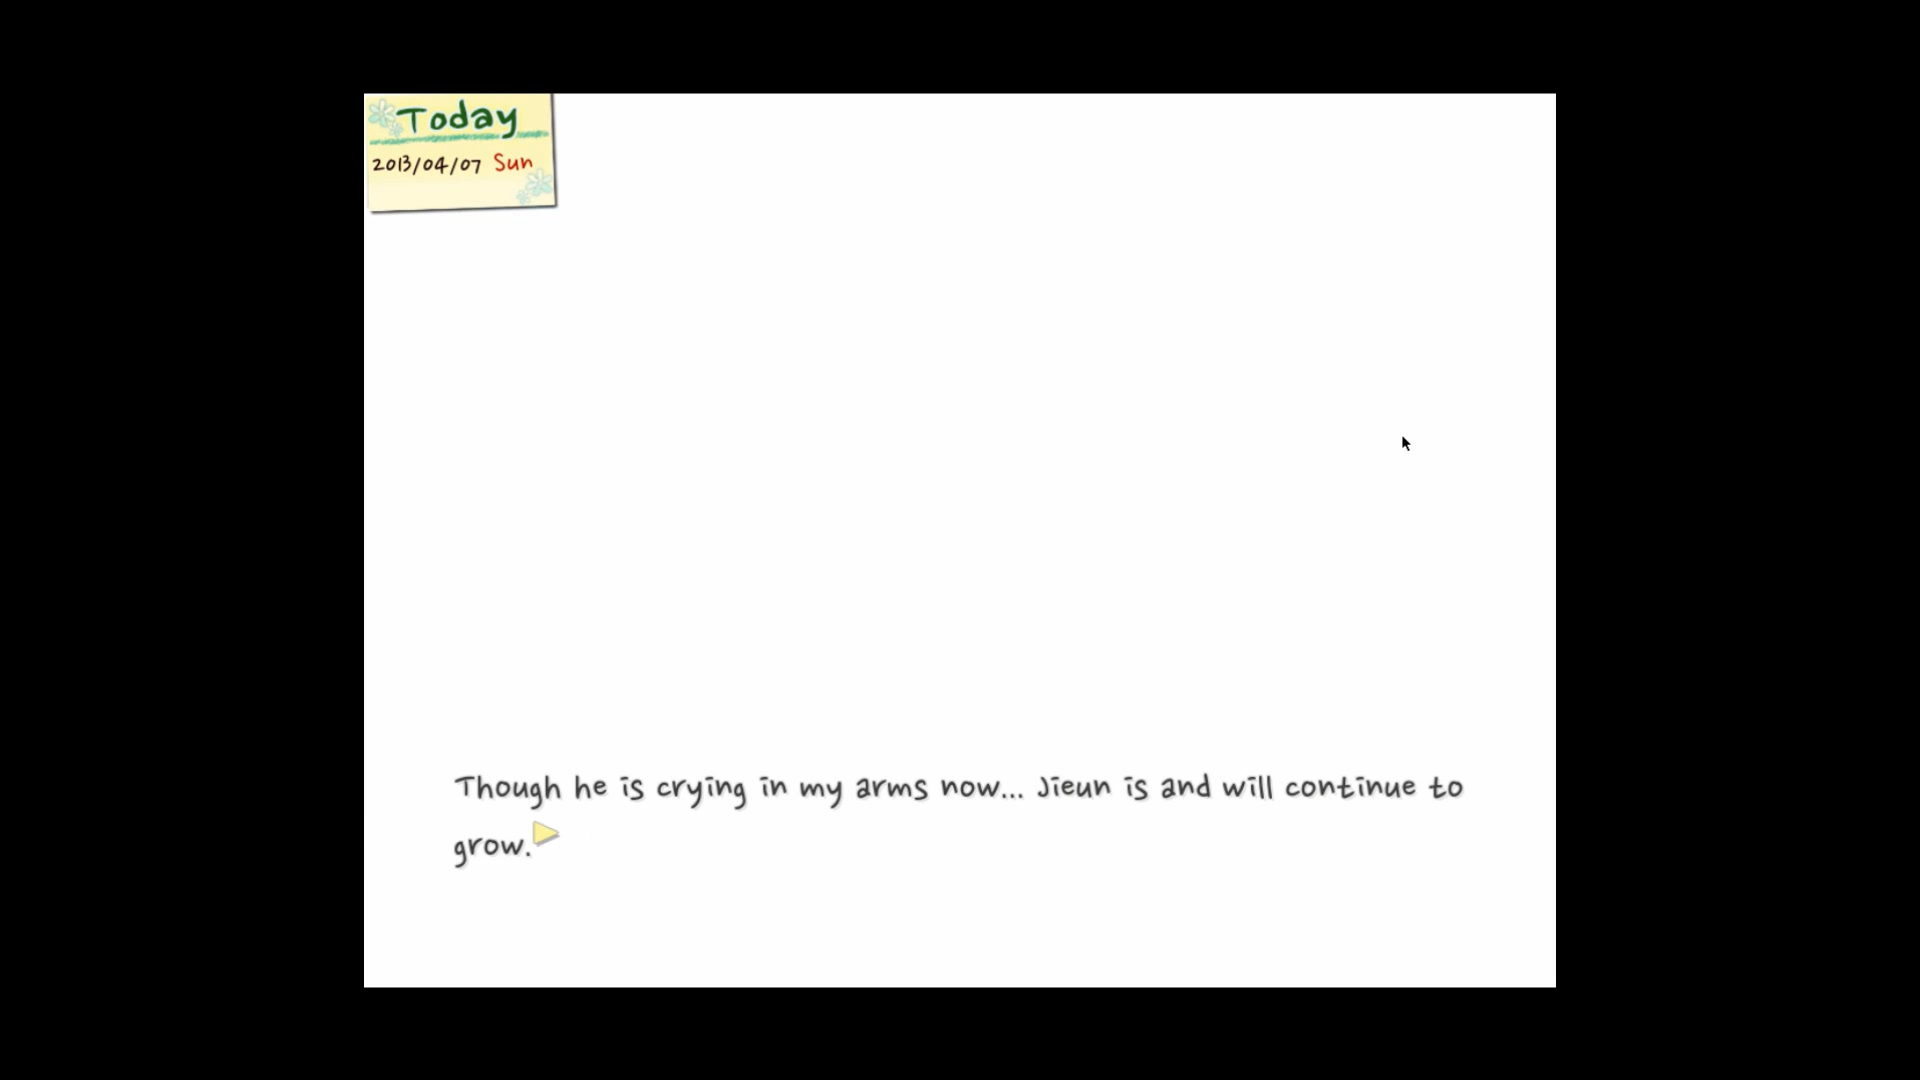 Today
2013/04/07 Sun
Though he is crying in my arms now... Jieun is and will continue to
grow.